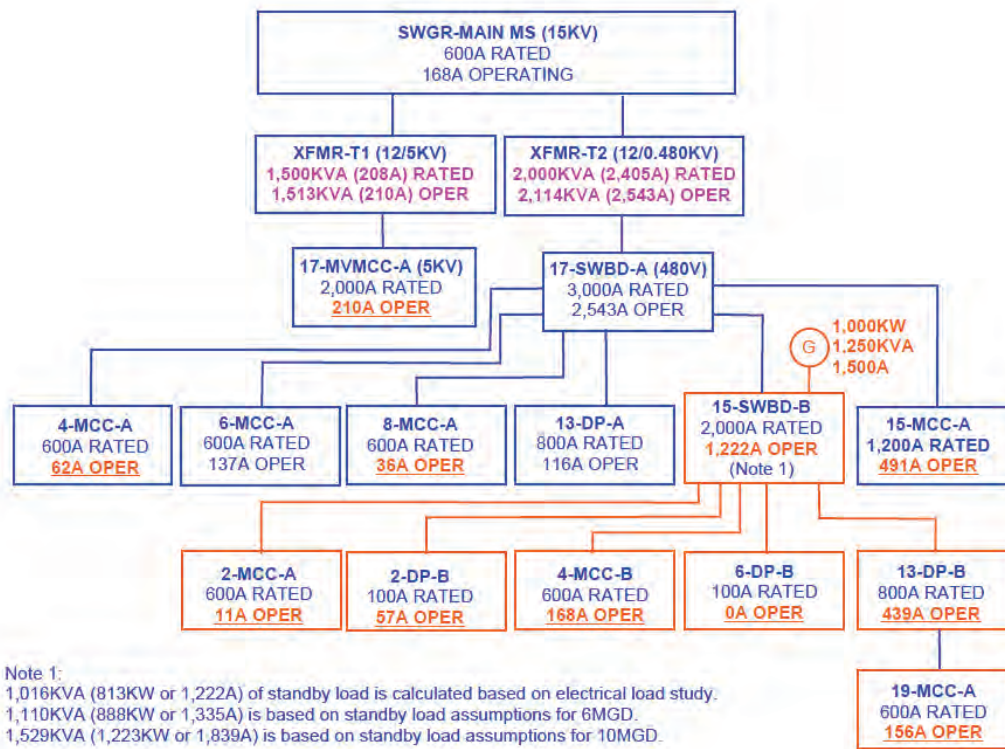 SWGR-MAIN MS (15KV)
600A RATED
168A OPERATING
XFMR-T1 (12/5KV)
1,500KVA (208A) RATED
1,513KVA (210A) OPER
XFMR-T2 (12/0.480KV)
2,000KVA (2,405A) RATED
2,114KVA (2,543A) OPER
17-MVMCC-A (5KV)
2,000A RATED
210A OPER
17-SWBD-A (480V)
3,000A RATED
2,543A OPER
G
1,000KW
1,250KVA
1,500A
4-MCC-A
600A RATED
62A OPER
6-MCC-A
600A RATED
137A OPER
8-MCC-A
600A RATED
36A OPER
13-DP-A
800A RATED
116A OPER
15-SWBD-B
2,000A RATED
1,222A OPER
(Note 1)
15-MCC-A
1,200A RATED
491A OPER
2-MCC-A
600A RATED
11A OPER
2-DP-B
100A RATED
57A OPER
4-MCC-B
600A RATED
168A OPER
6-DP-B
100A RATED
0A OPER
13-DP-B
800A RATED
439A OPER
19-MCC-A
600A RATED
156A OPER
Note 1:
1,016KVA (813KW or 1,222A) of standby load is calculated based on electrical load study.
1,110KVA (888KW or 1,335A) is based on standby load assumptions for 6MGD.
1,529KVA (1,223KW or 1,839A) is based on standby load assumptions for 10MGD.